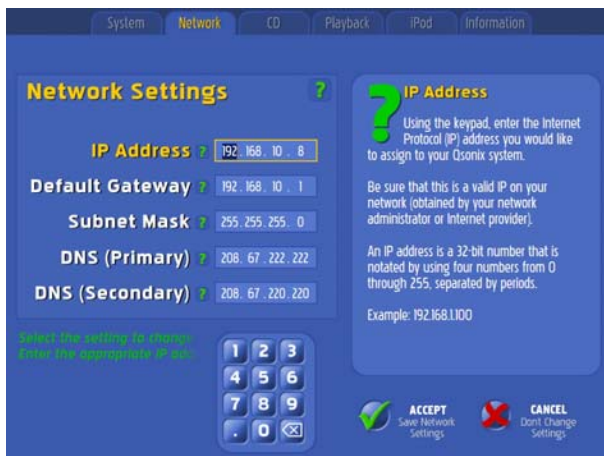 System Network CD Playback iPod Information
Network Settings ?
IP Address ? 192.168. 10 . 8
Default Gateway ? 192.168. 10 . 1
Subnet Mask ? 255.255.255. 0
DNS (Primary) ? 208. 67.222.222
DNS (Secondary) ? 208. 67.220.220
Select the setting to change
Enter the appropriate IP
1 2 3
4 5 6
7 8 9
. 0
? IP Address
Using the keypad, enter the Internet
Protocol (IP) address you would like
to assign to your Qsonix system.
Be sure that this is a valid IP on your
network (obtained by your network
administrator or Internet provider).
An IP address is a 32-bit number that is
notated by using four numbers from 0
through 255, separated by periods.
Example: 192.168.1.100
ACCEPT
Save Network
Settings
CANCEL
Dont Change
Settings